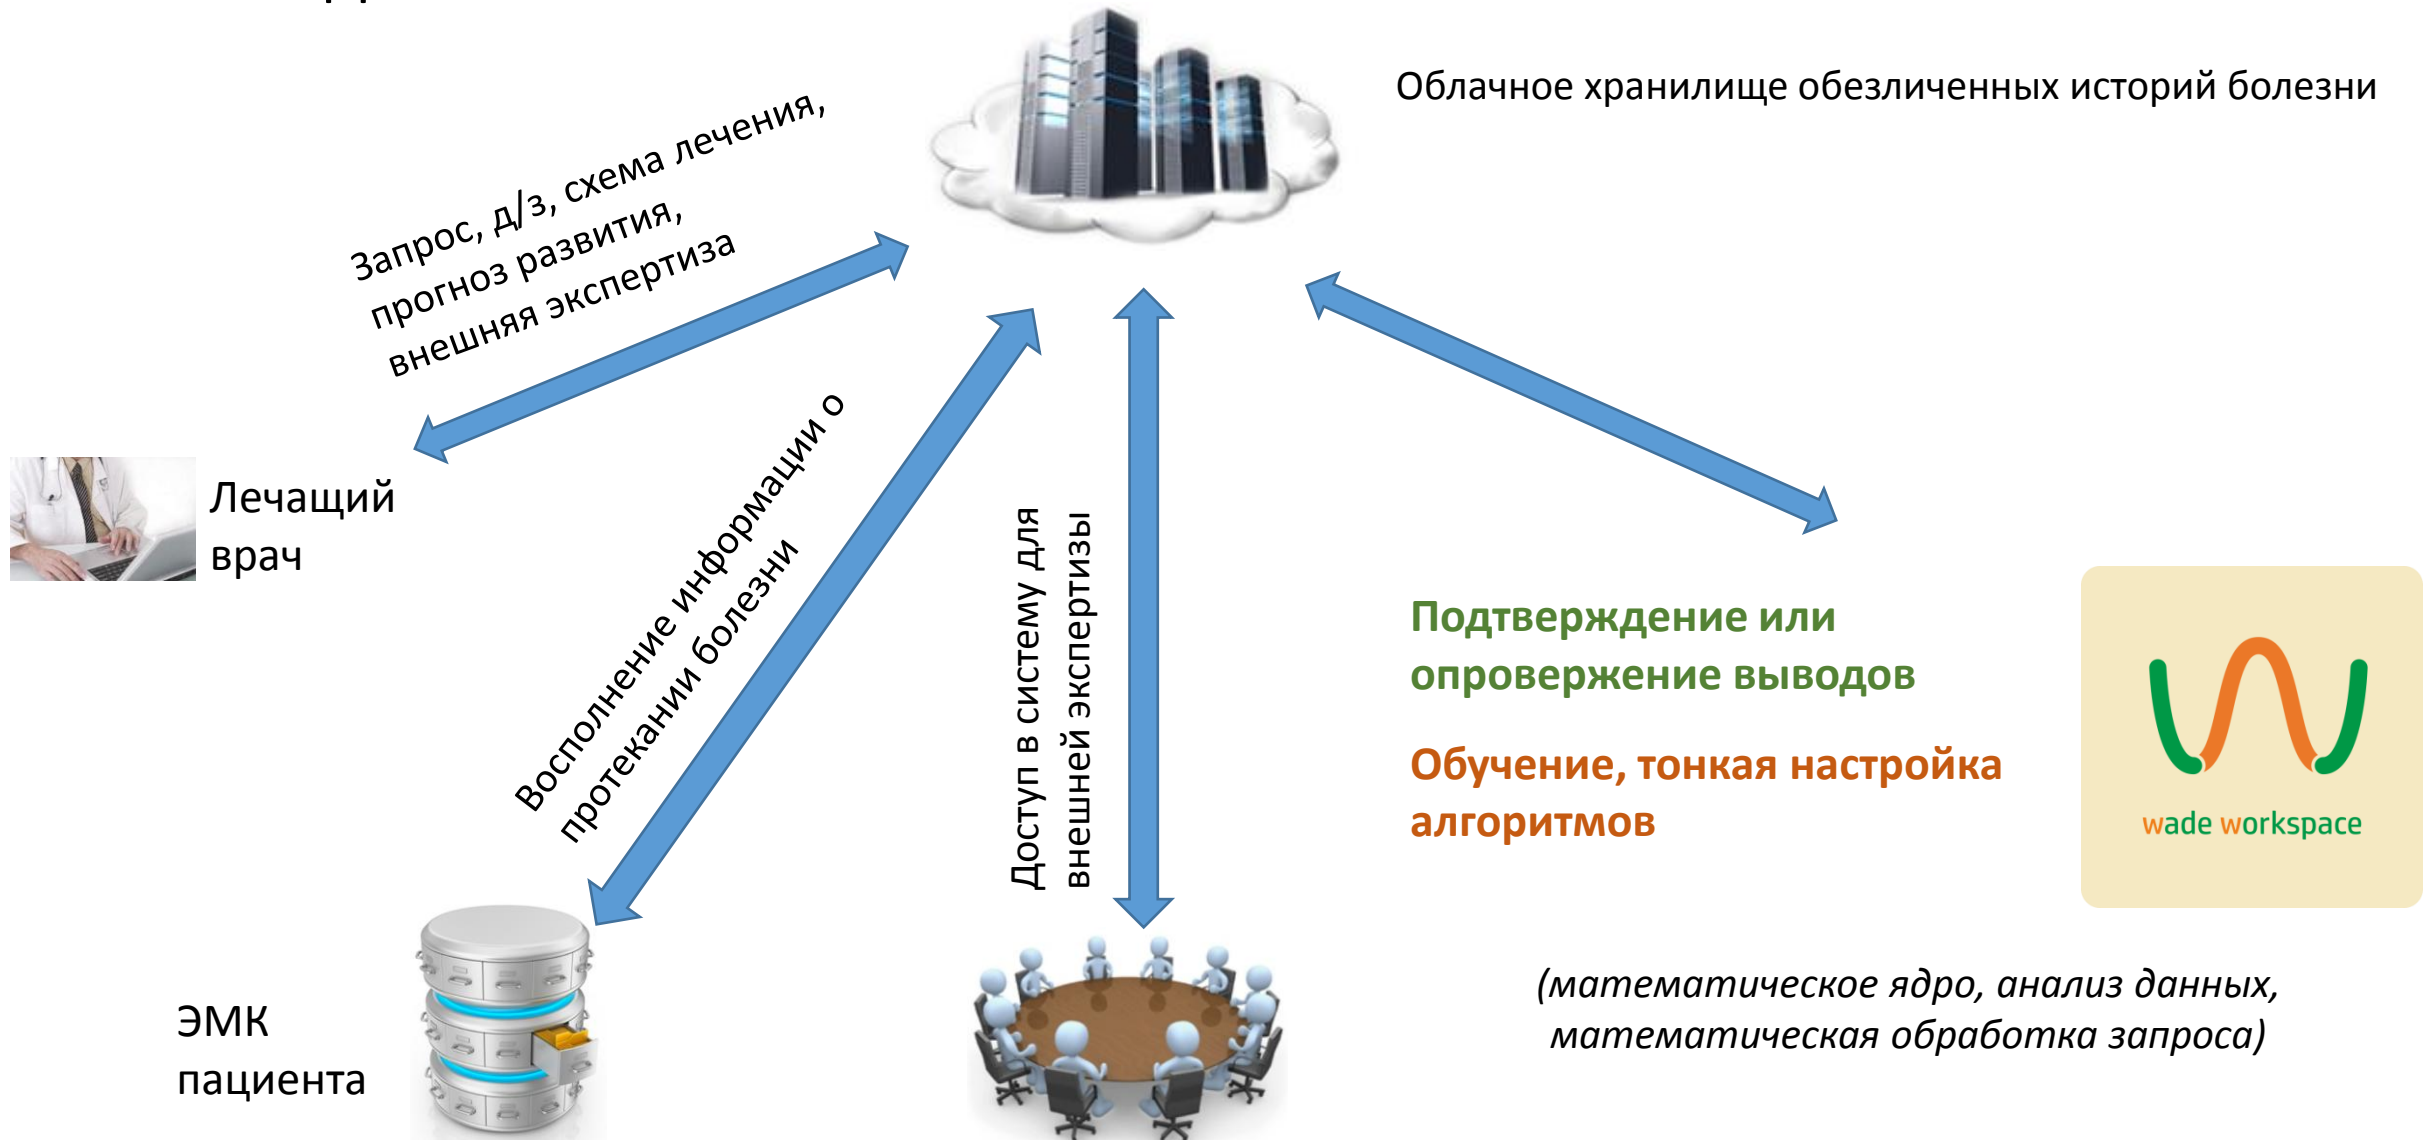 Облачное хранилище обезличенных историй болезни
Запрос, д/з, схема лечения,
прогноз развития,
внешняя экспертиза
Лечащий
врач
Восполнение информации о
протекании болезни
Доступ в систему для
внешней экспертизы
Подтверждение или
опровержение выводов
Обучение, тонкая настройка
алгоритмов
wade workspace
ЭМК
пациента
(математическое ядро, анализ данных,
математическая обработка запроса)